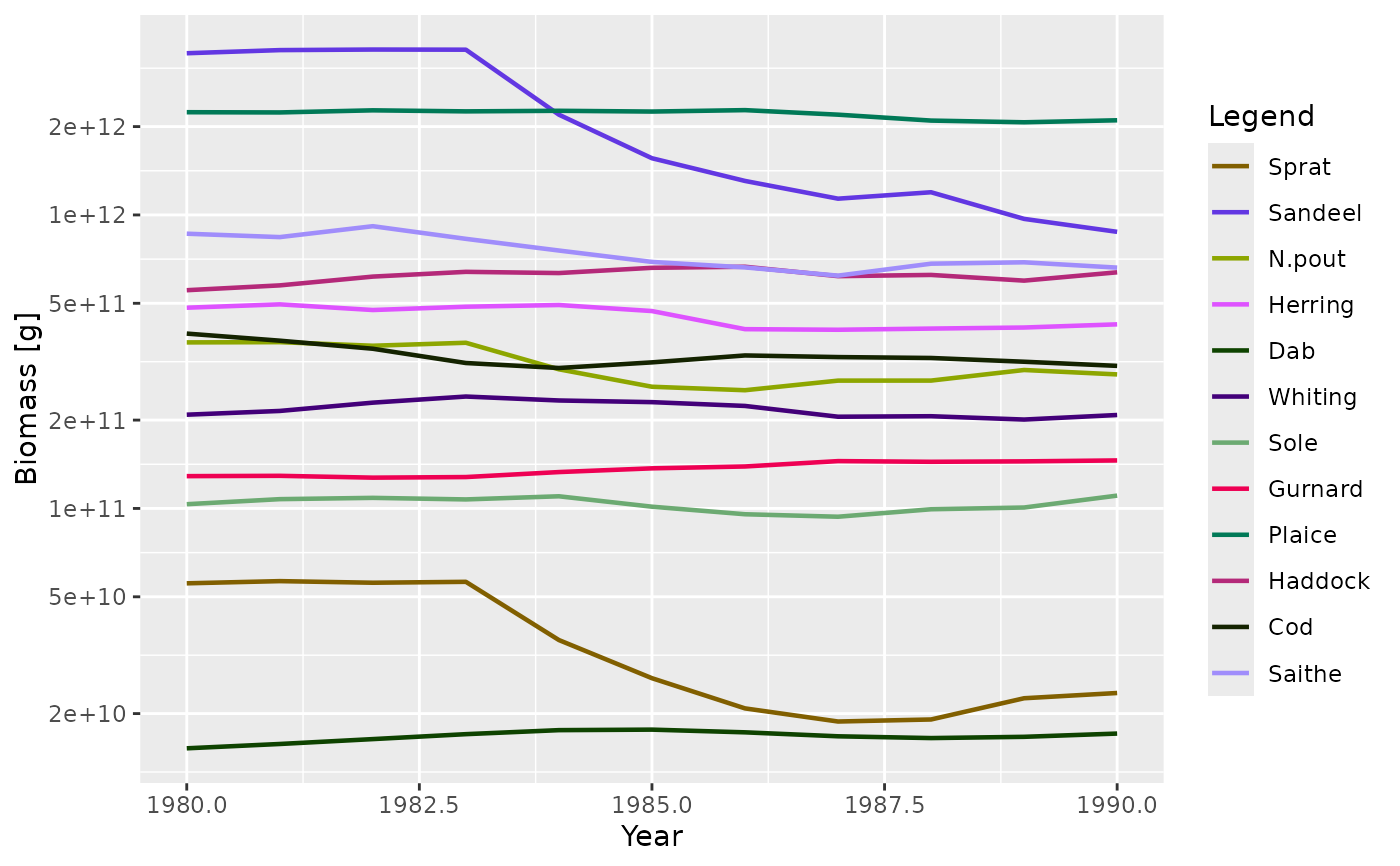 Biomass [g]
2e+12
1e+12
5e+11
2e+11
1e+11
5e+10
2e+10
1980.0 1982.5 1985.0 1987.5 1990.0
Year
Legend
Sprat
Sandeel
N.pout
Herring
Dab
Whiting
Sole
Gurnard
Plaice
Haddock
Cod
Saithe